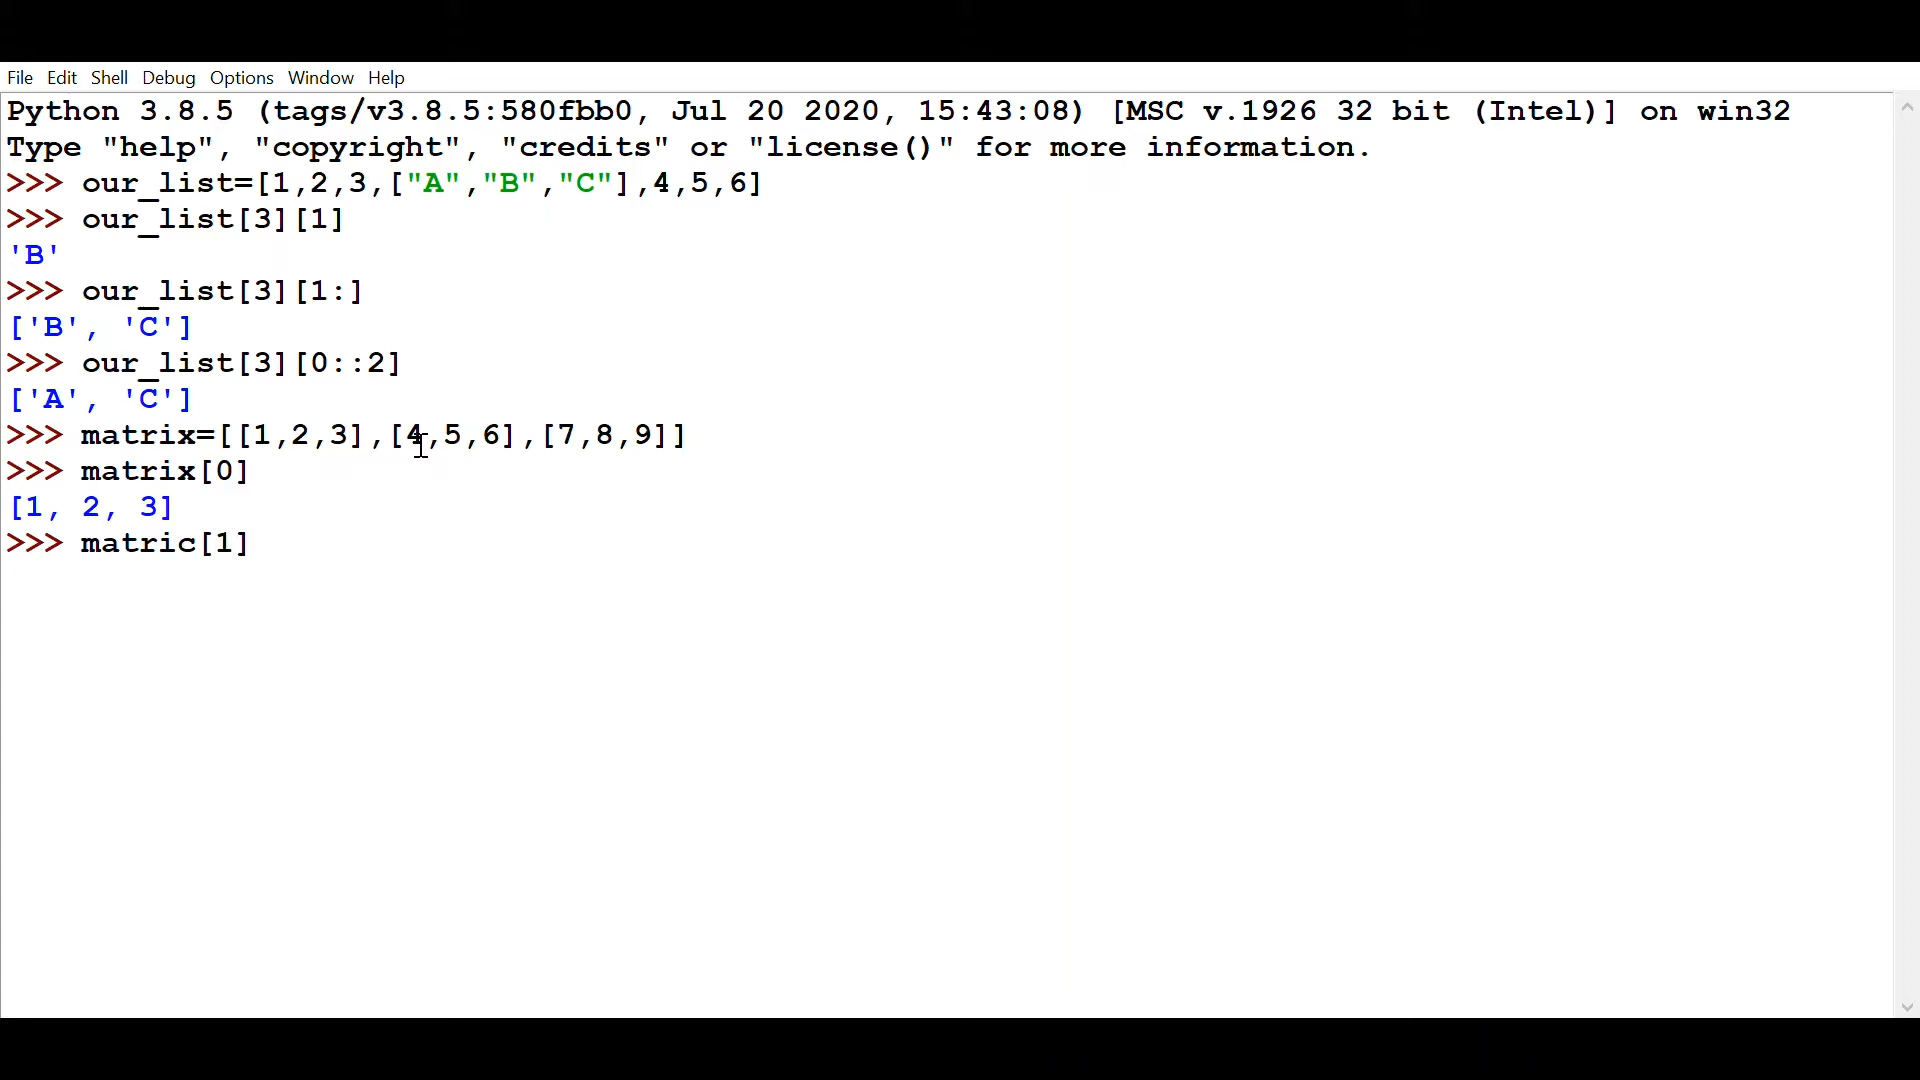 File Edit Shell Debug Options Window Help
Python 3.8.5 (tags/v3.8.5:580fbb0, Jul 20 2020, 15:43:08) [MSC v.1926 32 bit (Intel)] on win32
Type "help", "copyright", "credits" or "license()" for more information.
>>> our_list=[1,2,3,["A","B","C"],4,5,6]
>>> our_list[3][1]
'B'
>>> our_list[3][1:]
['B', 'C']
>>> our_list[3][0::2]
['A', 'C']
>>> matrix=[[1,2,3],[4,5,6],[7,8,9]]
>>> matrix[0]
[1, 2, 3]
>>> matric[1]